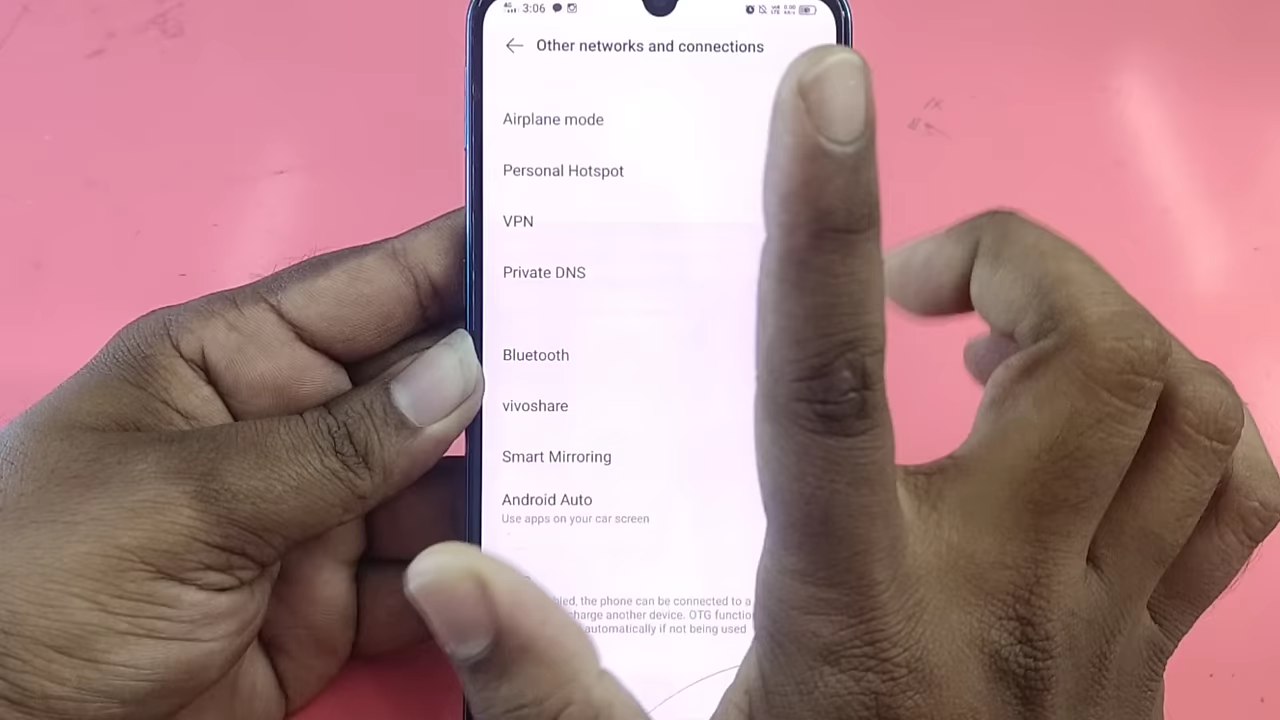 4G 3:06
Other networks and connections
Airplane mode
Personal Hotspot
VPN
Private DNS
Bluetooth
vivoshare
Smart Mirroring
Android Auto
Use apps on your car screen
the phone can be connected to a
another device. OTG
automatically if not being used